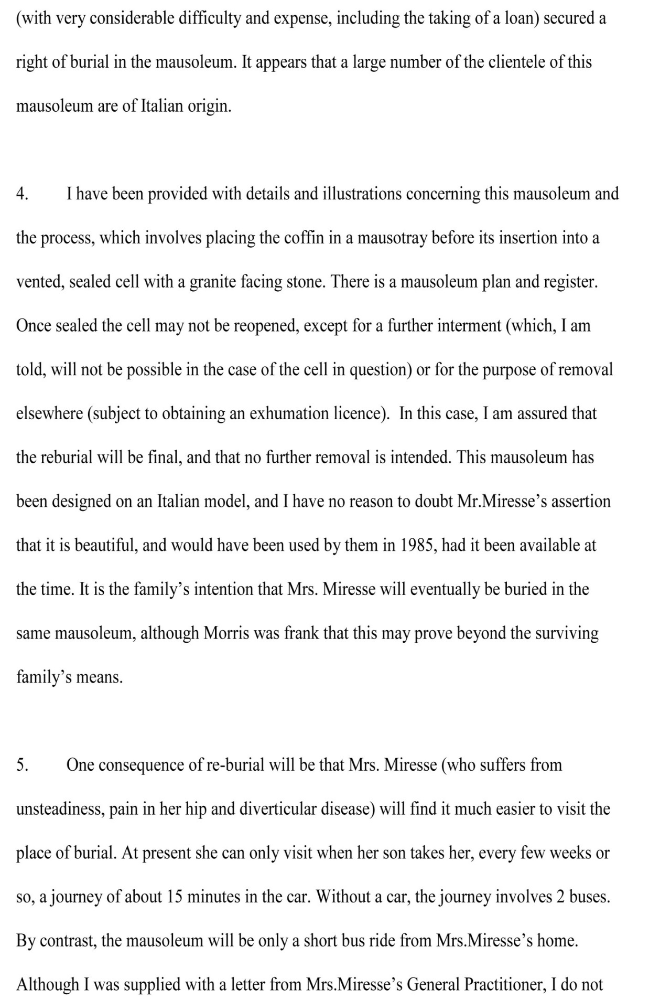 (with very considerable difficulty and expense, including the taking of a loan) secured a
right of burial in the mausoleum. It appears that a large number of the clientele of this
mausoleum are of Italian origin.
4. I have been provided with details and illustrations concerning this mausoleum and
the process, which involves placing the coffin in a mausotray before its insertion into a
vented, sealed cell with a granite facing stone. There is a mausoleum plan and register.
Once sealed the cell may not be reopened, except for a further interment (which, I am
told, will not be possible in the case of the cell in question) or for the purpose of removal
elsewhere (subject to obtaining an exhumation licence).  In this case, I am assured that
the reburial will be final, and that no further removal is intended. This mausoleum has
been designed on an Italian model, and I have no reason to doubt Mr.Miresse’s assertion
that it is beautiful, and would have been used by them in 1985, had it been available at
the time. It is the family’s intention that Mrs. Miresse will eventually be buried in the
same mausoleum, although Morris was frank that this may prove beyond the surviving
family’s means.
5. One consequence of re-burial will be that Mrs. Miresse (who suffers from
unsteadiness, pain in her hip and diverticular disease) will find it much easier to visit the
place of burial. At present she can only visit when her son takes her, every few weeks or
so, a journey of about 15 minutes in the car. Without a car, the journey involves 2 buses.
By contrast, the mausoleum will be only a short bus ride from Mrs.Miresse’s home.
Although I was supplied with a letter from Mrs.Miresse’s General Practitioner, I do not